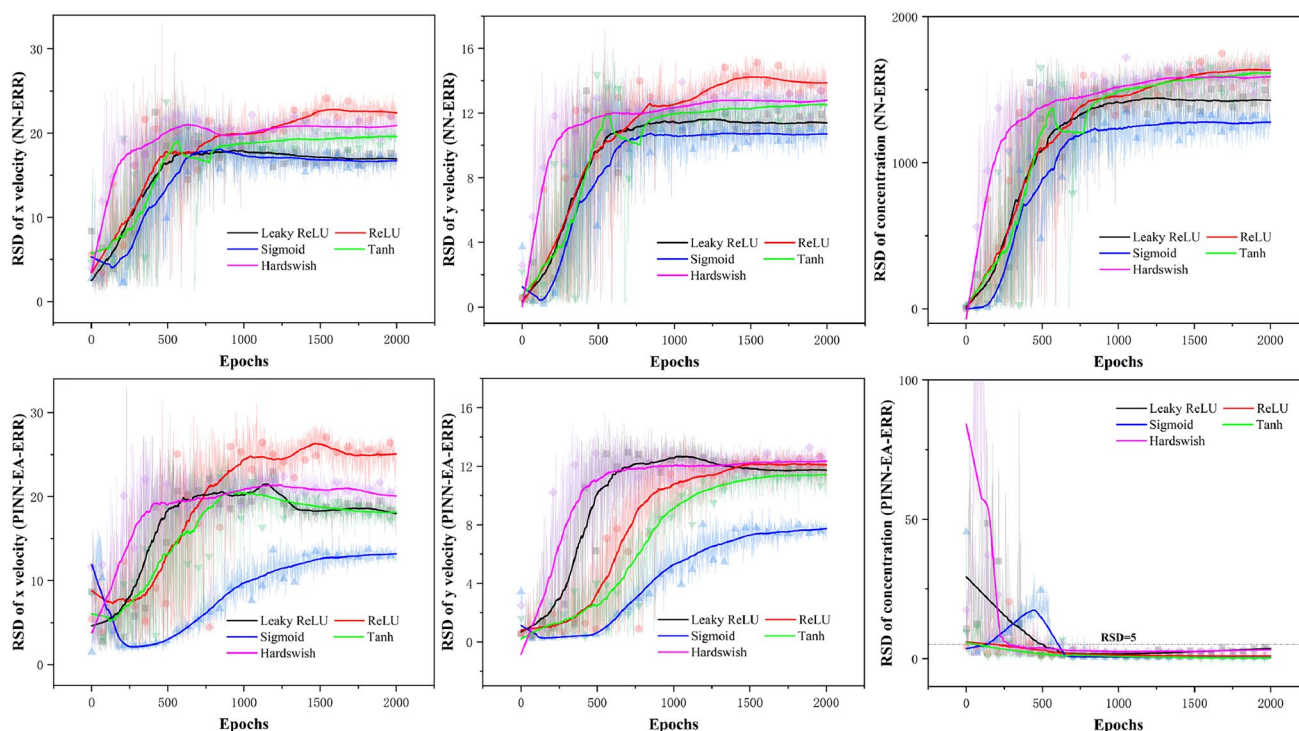 RSD of x velocity (NN-ERR)
30
20
10
0
Leaky ReLU ReLU
Sigmoid Tanh
Hardswish
0 500 1000 1500 2000
Epochs
RSD of y velocity (NN-ERR)
16
12
8
4
0
Leaky ReLU ReLU
Sigmoid Tanh
Hardswish
0 500 1000 1500 2000
Epochs
RSD of concentration (NN-ERR)
2000
1000
0
Leaky ReLU ReLU
Sigmoid Tanh
Hardswish
0 500 1000 1500 2000
Epochs
RSD of x velocity (PINN-EA-ERR)
30
20
10
0
Leaky ReLU ReLU
Sigmoid Tanh
Hardswish
0 500 1000 1500 2000
Epochs
RSD of y velocity (PINN-EA-ERR)
16
12
8
4
0
Leaky ReLU ReLU
Sigmoid Tanh
Hardswish
0 500 1000 1500 2000
Epochs
RSD of concentration (PINN-EA-ERR)
100
50
0
Leaky ReLU ReLU
Sigmoid Tanh
Hardswish
RSD=5
0 500 1000 1500 2000
Epochs